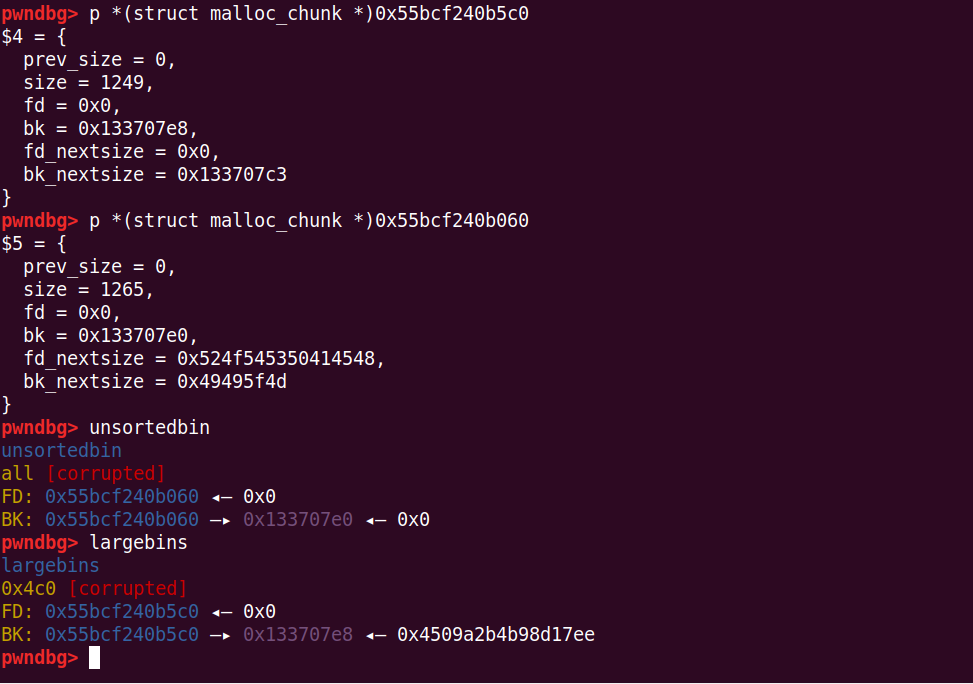 pwndbg> p *(struct malloc_chunk *)0x55bcf240b5c0
$4 = {
  prev_size = 0,
  size = 1249,
  fd = 0x0,
  bk = 0x133707e8,
  fd_nextsize = 0x0,
  bk_nextsize = 0x133707c3
}
pwndbg> p *(struct malloc_chunk *)0x55bcf240b060
$5 = {
  prev_size = 0,
  size = 1265,
  fd = 0x0,
  bk = 0x133707e0,
  fd_nextsize = 0x524f545350414548,
  bk_nextsize = 0x49495f4d
}
pwndbg> unsortedbin
unsortedbin
all [corrupted]
FD: 0x55bcf240b060 ◂— 0x0
BK: 0x55bcf240b060 —▸ 0x133707e0 ◂— 0x0
pwndbg> largebins
largebins
0x4c0 [corrupted]
FD: 0x55bcf240b5c0 ◂— 0x0
BK: 0x55bcf240b5c0 —▸ 0x133707e8 ◂— 0x4509a2b4b98d17ee
pwndbg>